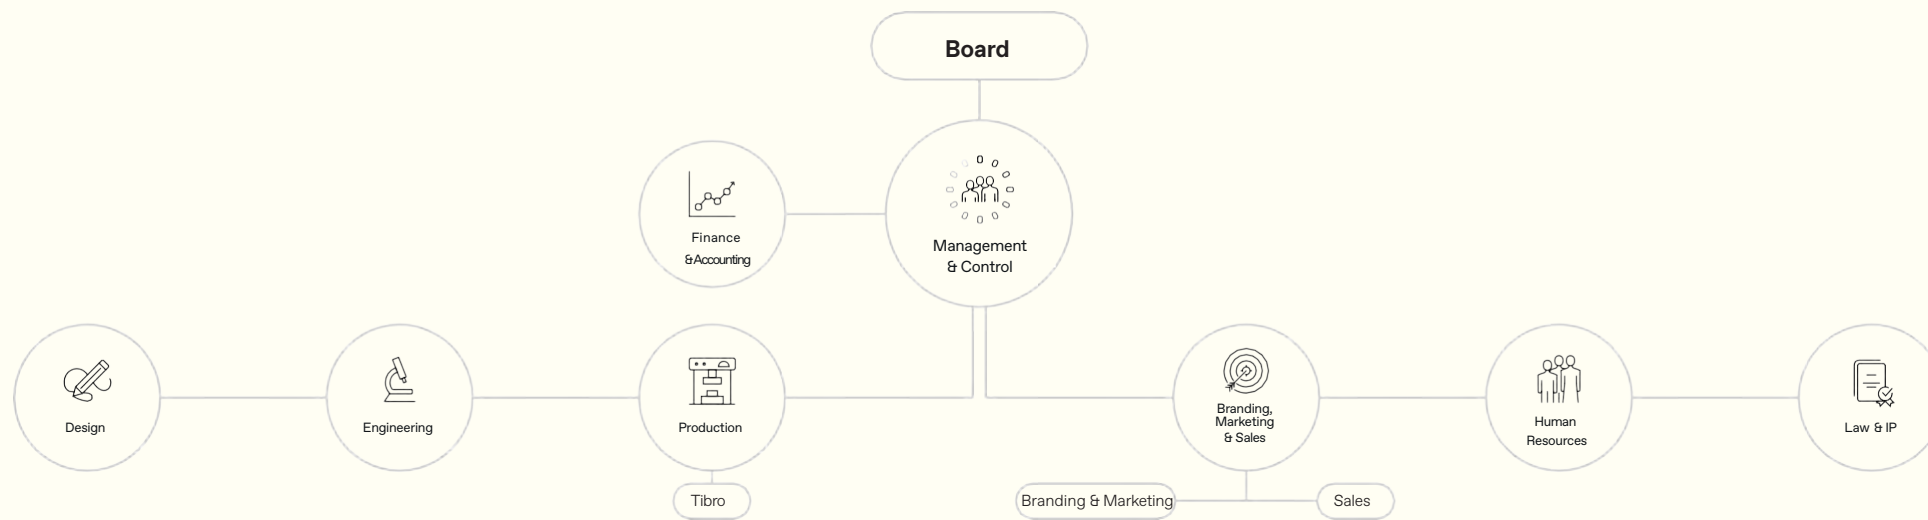 Board
Management
& Control
Finance
& Accounting
Design
Engineering
Production
Branding,
Marketing
& Sales
Human
Resources
Law & IP
Tibro
Branding & Marketing
Sales